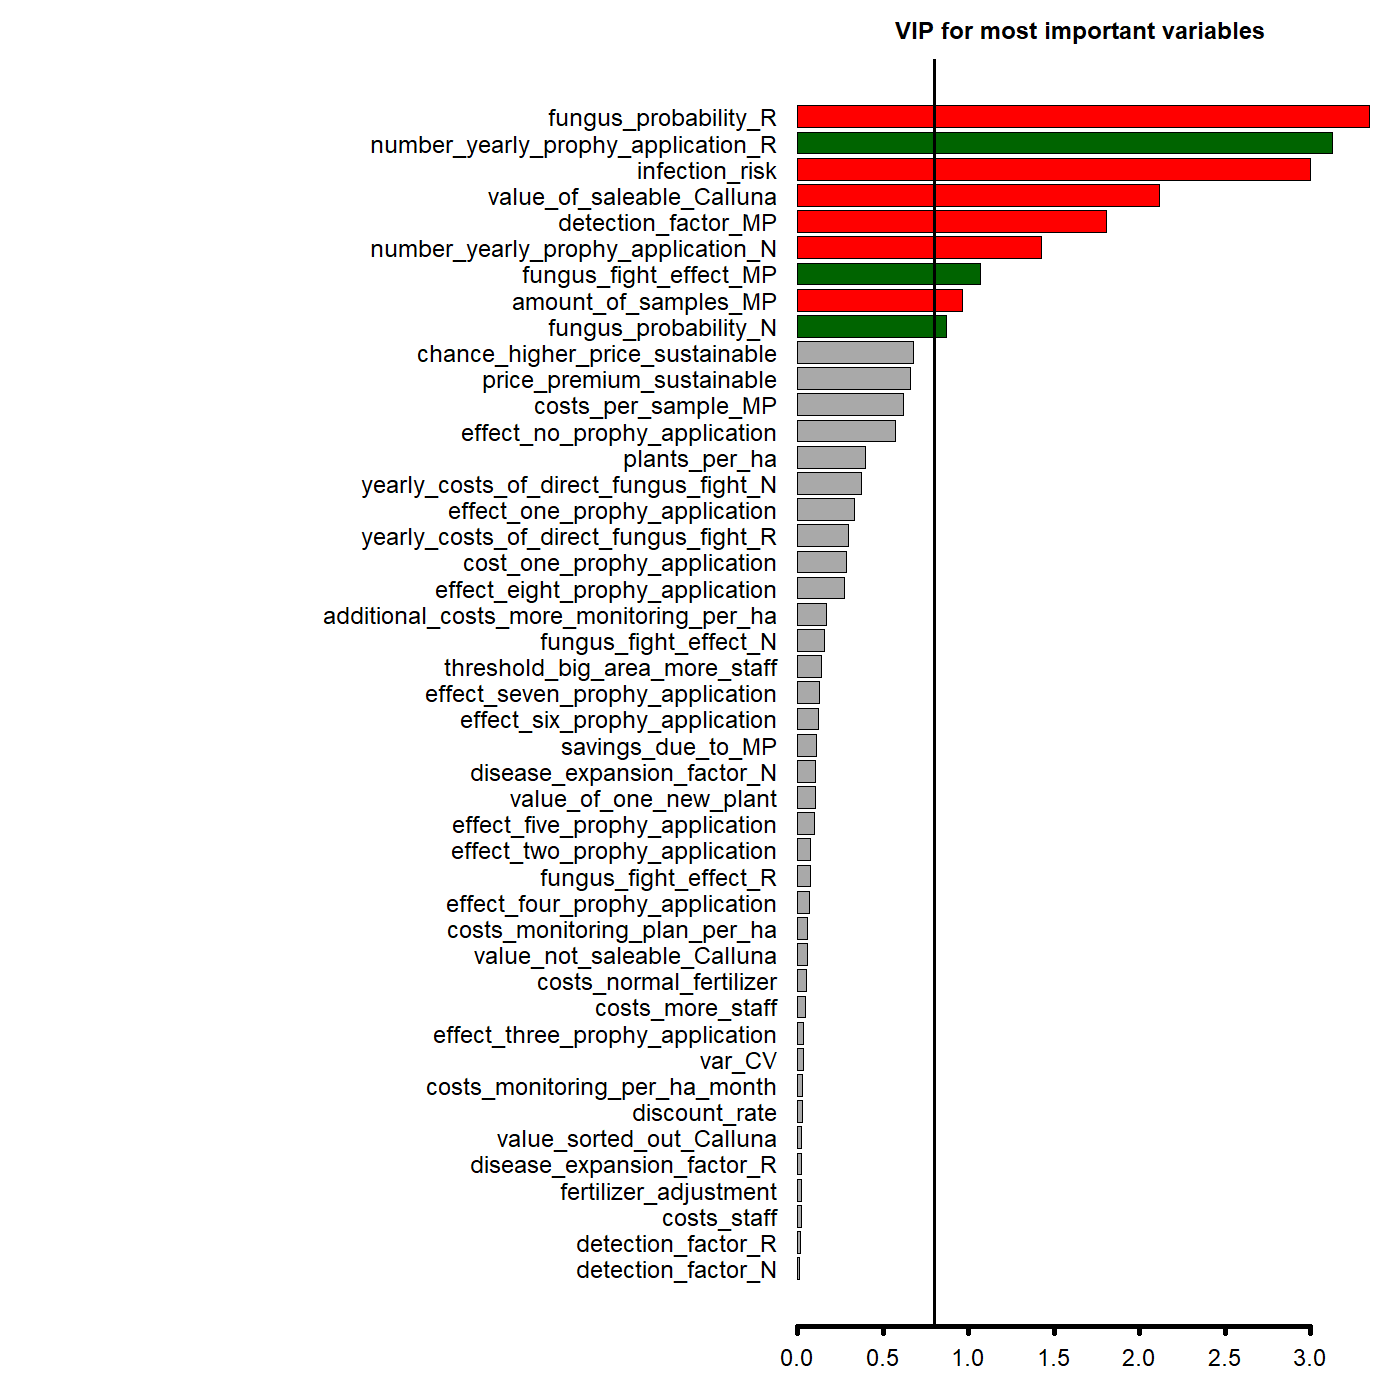 VIP for most important variables
fungus_probability_R
number_yearly_prophy_application_R
infection_risk
value_of_saleable_Calluna
detection_factor_MP
number_yearly_prophy_application_N
fungus_fight_effect_MP
amount_of_samples_MP
fungus_probability_N
chance_higher_price_sustainable
price_premium_sustainable
costs_per_sample_MP
effect_no_prophy_application
plants_per_ha
yearly_costs_of_direct_fungus_fight_N
effect_one_prophy_application
yearly_costs_of_direct_fungus_fight_R
cost_one_prophy_application
effect_eight_prophy_application
additional_costs_more_monitoring_per_ha
fungus_fight_effect_N
threshold_big_area_more_staff
effect_seven_prophy_application
effect_six_prophy_application
savings_due_to_MP
disease_expansion_factor_N
value_of_one_new_plant
effect_five_prophy_application
effect_two_prophy_application
fungus_fight_effect_R
effect_four_prophy_application
costs_monitoring_plan_per_ha
value_not_saleable_Calluna
costs_normal_fertilizer
costs_more_staff
effect_three_prophy_application
var_CV
costs_monitoring_per_ha_month
discount_rate
value_sorted_out_Calluna
disease_expansion_factor_R
fertilizer_adjustment
costs_staff
detection_factor_R
detection_factor_N
0.0 0.5 1.0 1.5 2.0 2.5 3.0